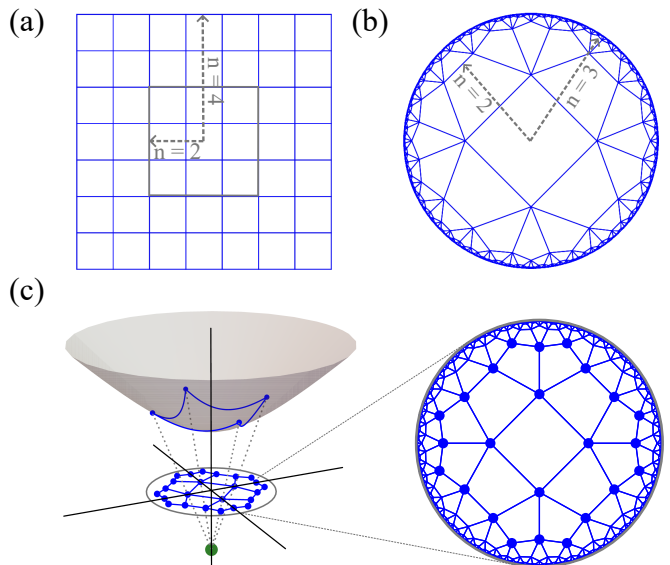 (a)
(b)
n = 4
n = 2
n = 2
n = 3
(c)